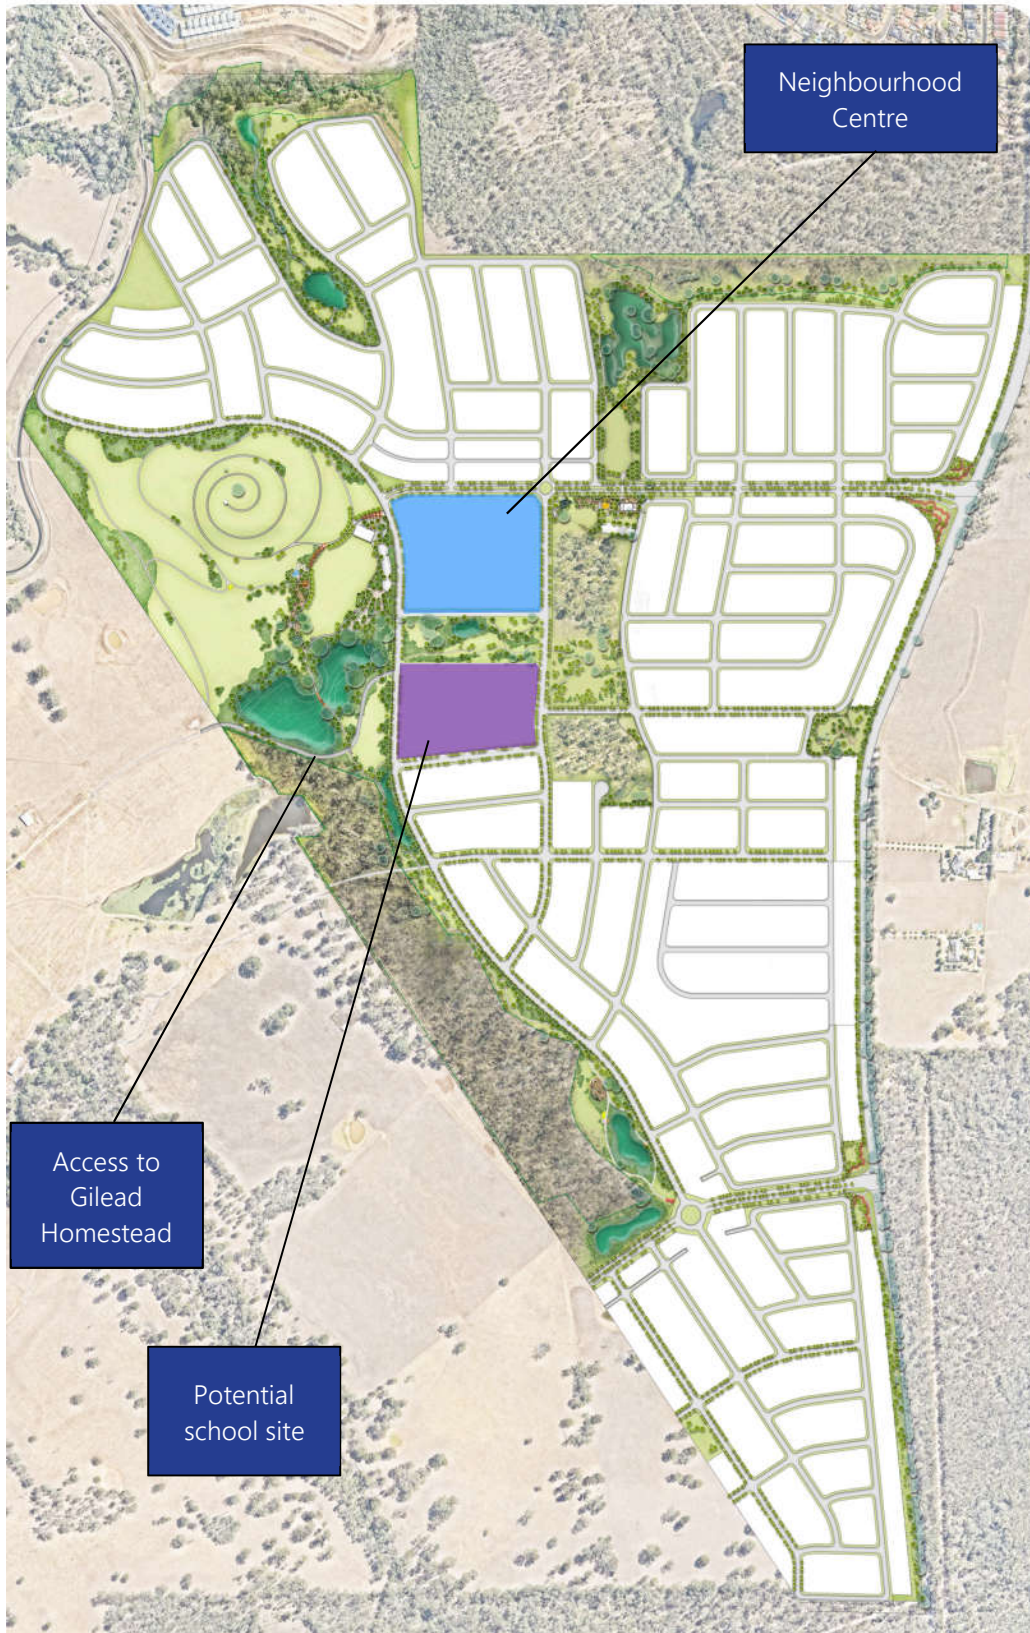 Neighbourhood
Centre
Access to
Gilead
Homestead
Potential
school site